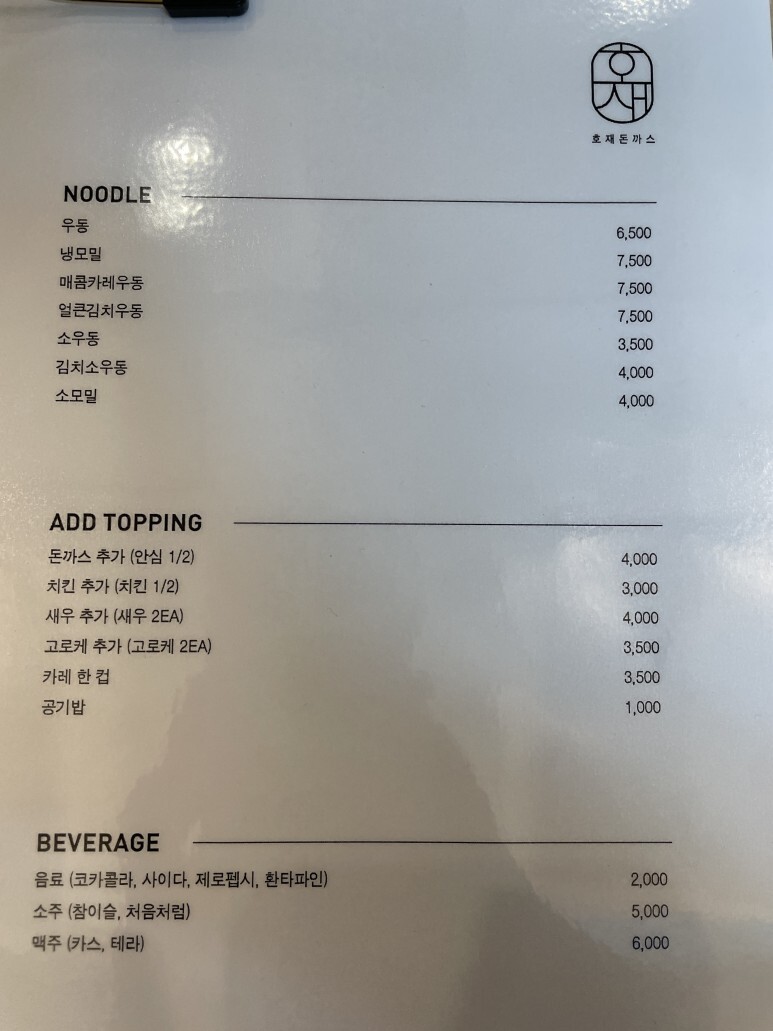 호재
호재돈까스
NOODLE
우동 6,500
냉모밀 7,500
매콤카레우동 7,500
얼큰김치우동 7,500
소우동 3,500
김치소우동 4,000
소모밀 4,000
ADD TOPPING
돈까스 추가 (안심 1/2) 4,000
치킨 추가 (치킨 1/2) 3,000
새우 추가 (새우 2EA) 4,000
고로케 추가 (고로케 2EA) 3,500
카레 한 컵 3,500
공기밥 1,000
BEVERAGE
음료 (코카콜라, 사이다, 제로펩시, 환타파인) 2,000
소주 (참이슬, 처음처럼) 5,000
맥주 (카스, 테라) 6,000